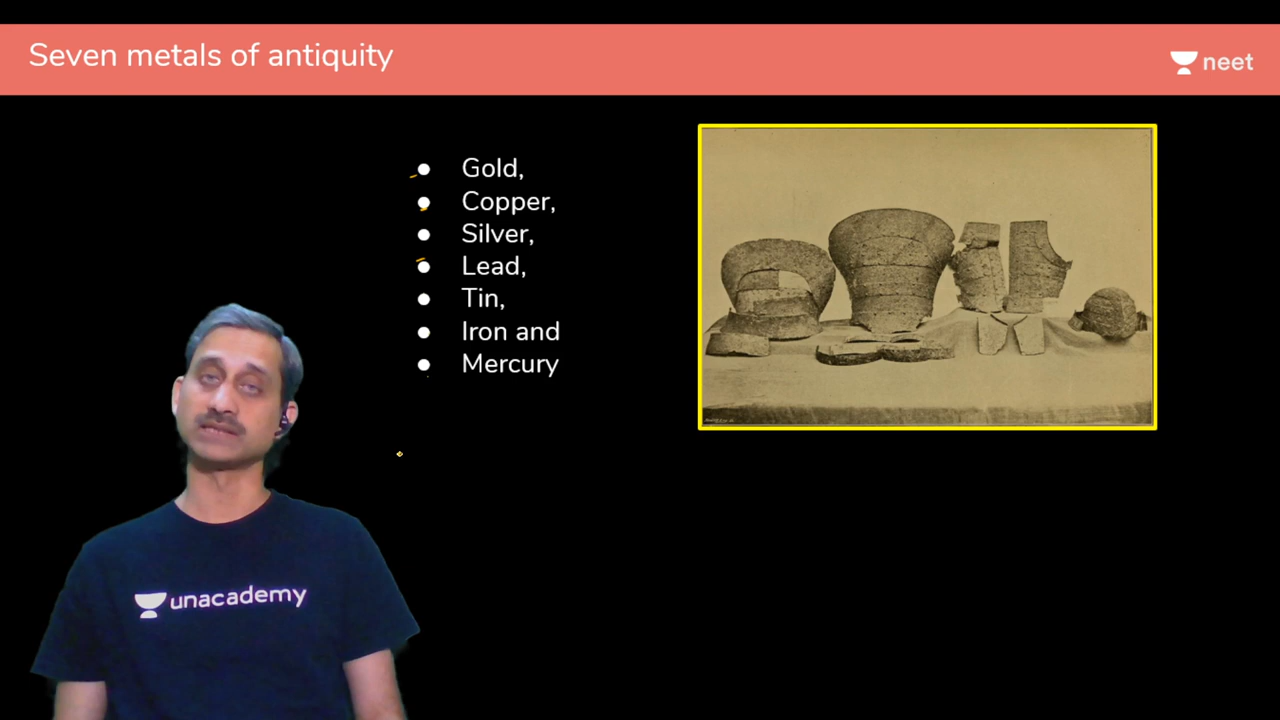 Seven metals of antiquity
neet
Gold,
Copper,
Silver,
Lead,
Tin,
Iron and
Mercury
unacademy